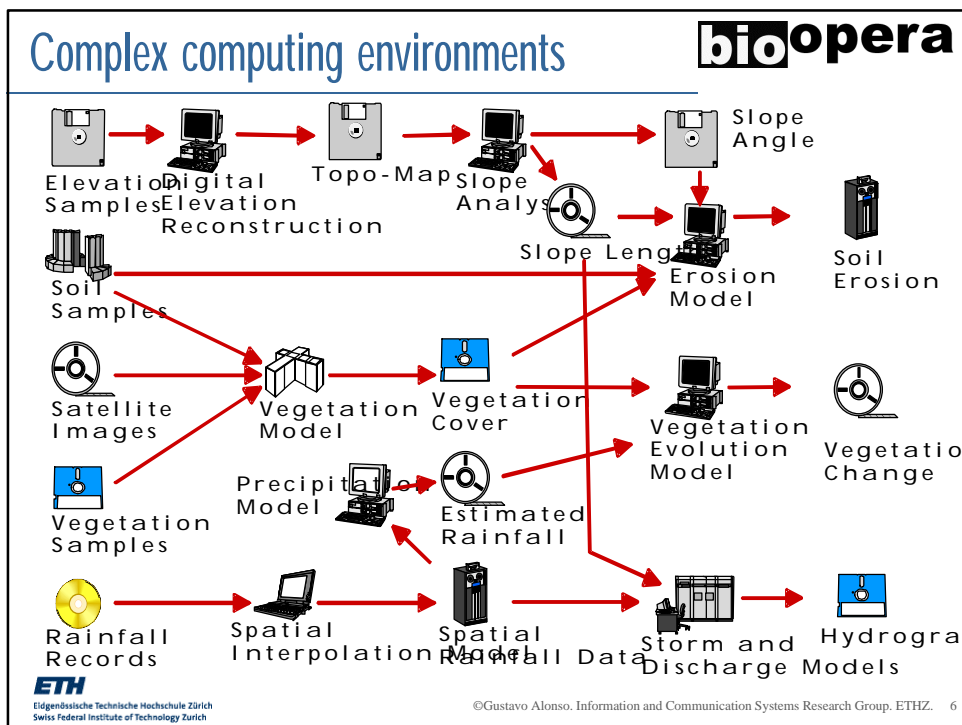 Complex computing environments
bioopera
Elevation
Samples
Digital
Elevation
Reconstruction
Topo-Map
Slope
Analys
Slope
Angle
Slope Lengt
Erosion
Model
Soil
Erosion
Soil
Samples
Satellite
Images
Vegetation
Model
Vegetation
Cover
Vegetation
Evolution
Model
Vegetatio
Change
Vegetation
Samples
Precipitation
Model
Estimated
Rainfall
Rainfall
Records
Spatial
Interpolation Model
Spatial
Rainfall Data
Storm and
Discharge Models
Hydrogra
ETH
Eidgenössische Technische Hochschule Zürich
Swiss Federal Institute of Technology Zurich
©Gustavo Alonso. Information and Communication Systems Research Group. ETHZ. 6